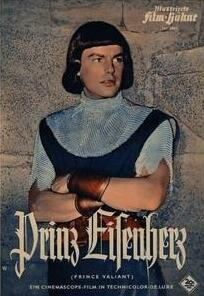 Illustrierte
Film-Bühne
Prinz Eisenherz
(PRINCE VALIANT)
EIN CINEMASCOPE-FILM IN TECHNICOLOR-DE LUXE